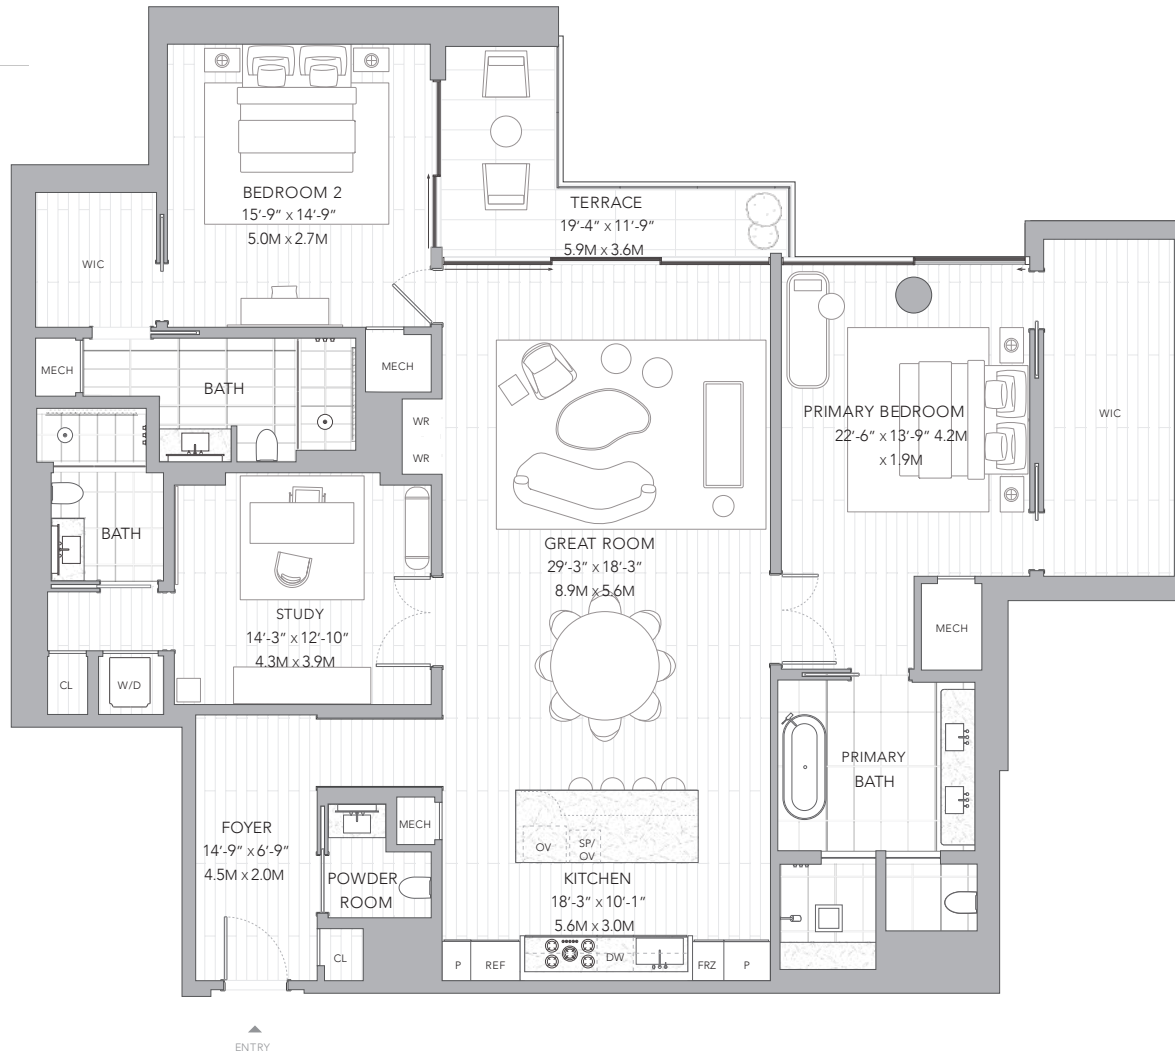 BEDROOM 2
15'-9" x 14'-9"
5.0M x 2.7M
TERRACE
19'-4" x 11'-9"
5.9M x 3.6M
WIC
MECH
BATH
MECH
WR
WR
PRIMARY BEDROOM
22'-6" x 13'-9" 4.2M
x 1.9M
WIC
BATH
GREAT ROOM
29'-3" x 18'-3"
8.9M x 5.6M
STUDY
14'-3" x 12'-10"
4.3M x 3.9M
MECH
CL
W/D
PRIMARY
BATH
FOYER
14'-9" x 6'-9"
4.5M x 2.0M
MECH
POWDER
ROOM
OV
SP/
OV
KITCHEN
18'-3" x 10'-1"
5.6M x 3.0M
CL
P
REF
DW
FRZ
P
ENTRY